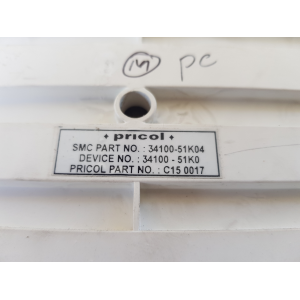 M pc
+ pricol +
SMC PART NO. : 34100-51K04
DEVICE NO. : 34100 - 51K0
PRICOL PART NO. : C15 0017